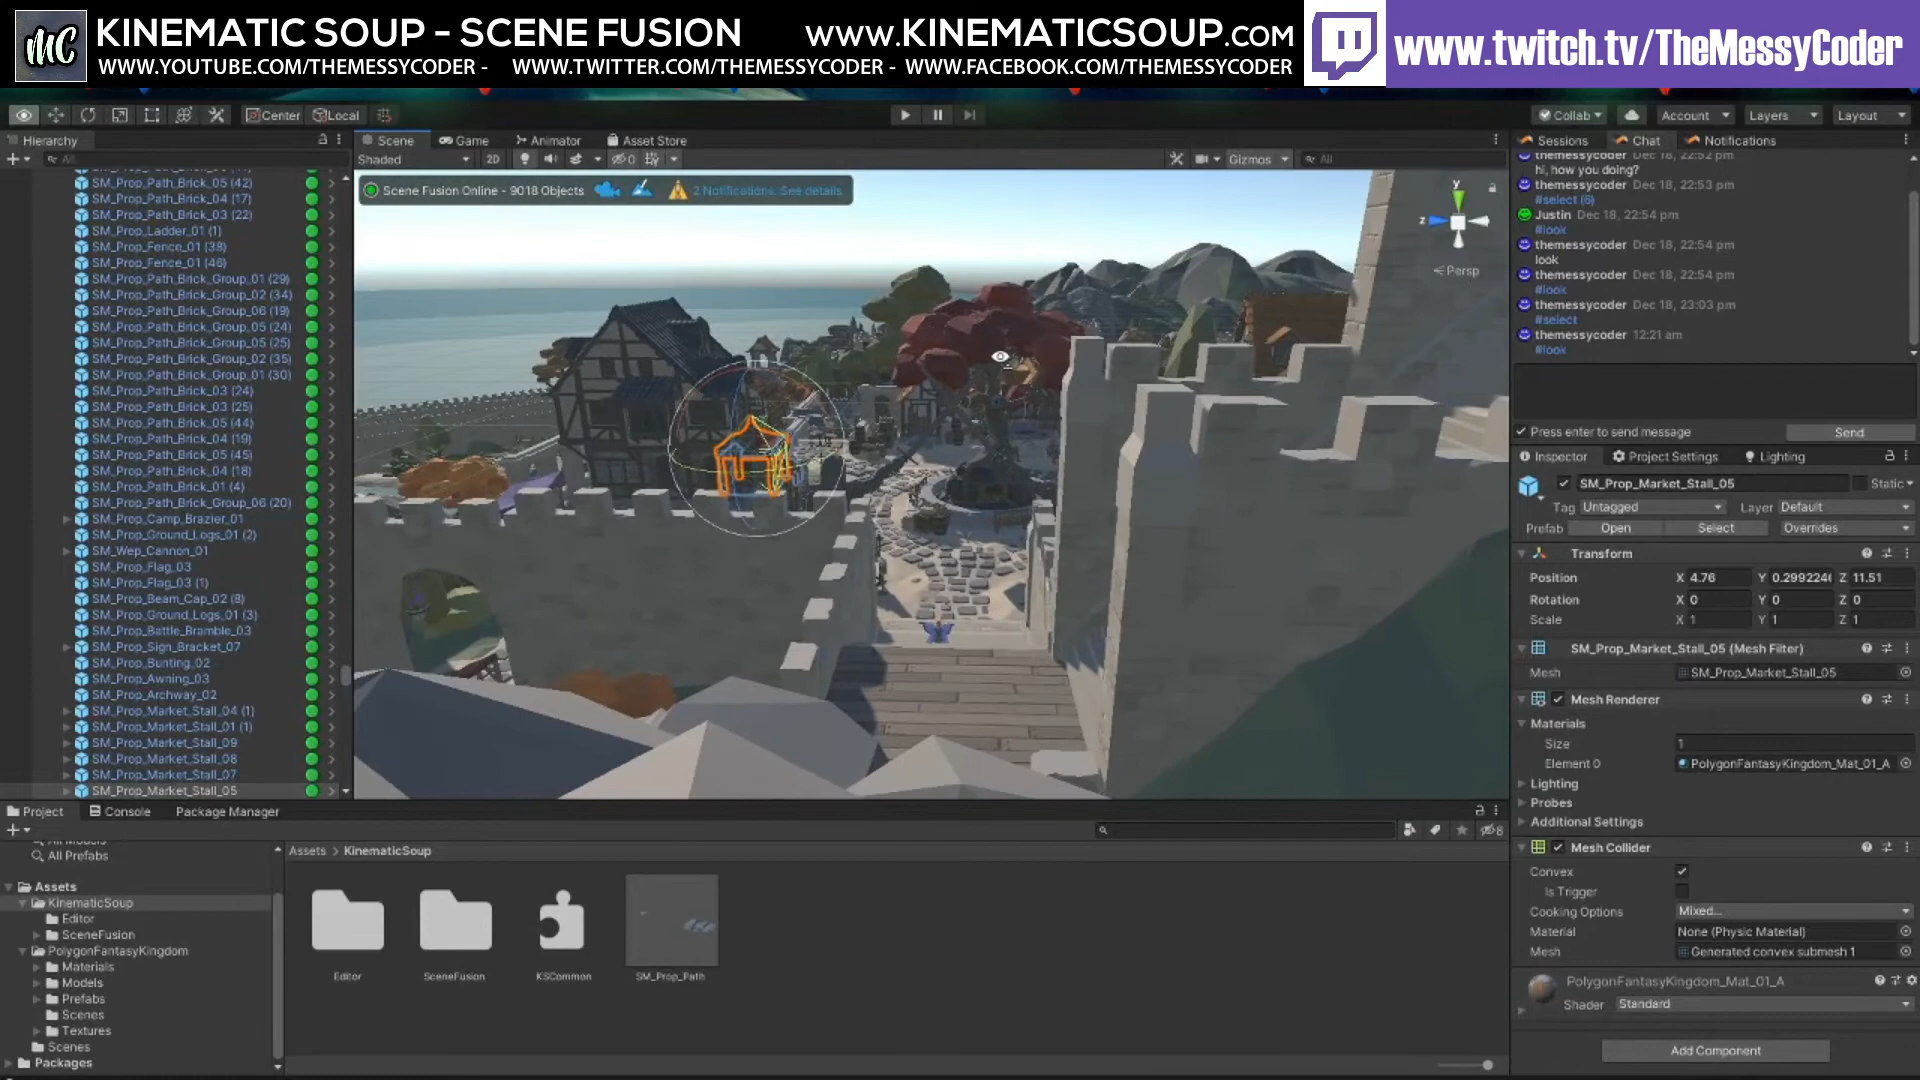 mc
KINEMATIC SOUP - SCENE FUSION
www.KINEMATICSOUP.com
www.twitch.tv/TheMessyCoder
WWW.YOUTUBE.COM/THEMESSYCODER - WWW.TWITTER.COM/THEMESSYCODER - WWW.FACEBOOK.COM/THEMESSYCODER
Center Local
Collab Account Layers Layout
Hierarchy
All
SM_Prop_Path_Brick_05 (42)
SM_Prop_Path_Brick_04 (17)
SM_Prop_Path_Brick_03 (22)
SM_Prop_Ladder_01 (1)
SM_Prop_Fence_01 (38)
SM_Prop_Fence_01 (46)
SM_Prop_Path_Brick_Group_01 (29)
SM_Prop_Path_Brick_Group_02 (34)
SM_Prop_Path_Brick_Group_06 (19)
SM_Prop_Path_Brick_Group_05 (24)
SM_Prop_Path_Brick_Group_05 (25)
SM_Prop_Path_Brick_Group_02 (35)
SM_Prop_Path_Brick_Group_01 (30)
SM_Prop_Path_Brick_03 (24)
SM_Prop_Path_Brick_03 (25)
SM_Prop_Path_Brick_05 (44)
SM_Prop_Path_Brick_04 (19)
SM_Prop_Path_Brick_05 (45)
SM_Prop_Path_Brick_04 (18)
SM_Prop_Path_Brick_01 (4)
SM_Prop_Path_Brick_Group_06 (20)
SM_Prop_Camp_Brazier_01
SM_Prop_Ground_Logs_01 (2)
SM_Wep_Cannon_01
SM_Prop_Flag_03
SM_Prop_Flag_03 (1)
SM_Prop_Beam_Cap_02 (8)
SM_Prop_Ground_Logs_01 (3)
SM_Prop_Battle_Bramble_03
SM_Prop_Sign_Bracket_07
SM_Prop_Bunting_02
SM_Prop_Awning_03
SM_Prop_Archway_02
SM_Prop_Market_Stall_04 (1)
SM_Prop_Market_Stall_01 (1)
SM_Prop_Market_Stall_09
SM_Prop_Market_Stall_08
SM_Prop_Market_Stall_07
SM_Prop_Market_Stall_05
Scene Game Animator Asset Store
Shaded 2D 0 Gizmos All
Scene Fusion Online - 9018 Objects 2 Notifications. See details
y
z
Persp
Sessions Chat Notifications
themessycoder Dec 18, 22:52 pm
hi, how you doing?
themessycoder Dec 18, 22:53 pm
#select (6)
Justin Dec 18, 22:54 pm
#look
themessycoder Dec 18, 22:54 pm
look
themessycoder Dec 18, 22:54 pm
#look
themessycoder Dec 18, 23:03 pm
#select
themessycoder 12:21 am
#look
Press enter to send message Send
Inspector Project Settings Lighting
SM_Prop_Market_Stall_05 Static
Tag Untagged Layer Default
Prefab Open Select Overrides
Transform
Position X 4.76 Y 0.2992246 Z 11.51
Rotation X 0 Y 0 Z 0
Scale X 1 Y 1 Z 1
SM_Prop_Market_Stall_05 (Mesh Filter)
Mesh SM_Prop_Market_Stall_05
Mesh Renderer
Materials
Size 1
Element 0 PolygonFantasyKingdom_Mat_01_A
Lighting
Probes
Additional Settings
Mesh Collider
Convex
Is Trigger
Cooking Options Mixed...
Material None (Physic Material)
Mesh Generated convex submesh 1
PolygonFantasyKingdom_Mat_01_A
Shader Standard
Add Component
Project Console Package Manager
8
All Models
All Prefabs
Assets
KinematicSoup
Editor
SceneFusion
PolygonFantasyKingdom
Materials
Models
Prefabs
Scenes
Textures
Scenes
Packages
Assets > KinematicSoup
Editor SceneFusion KSCommon SM_Prop_Path